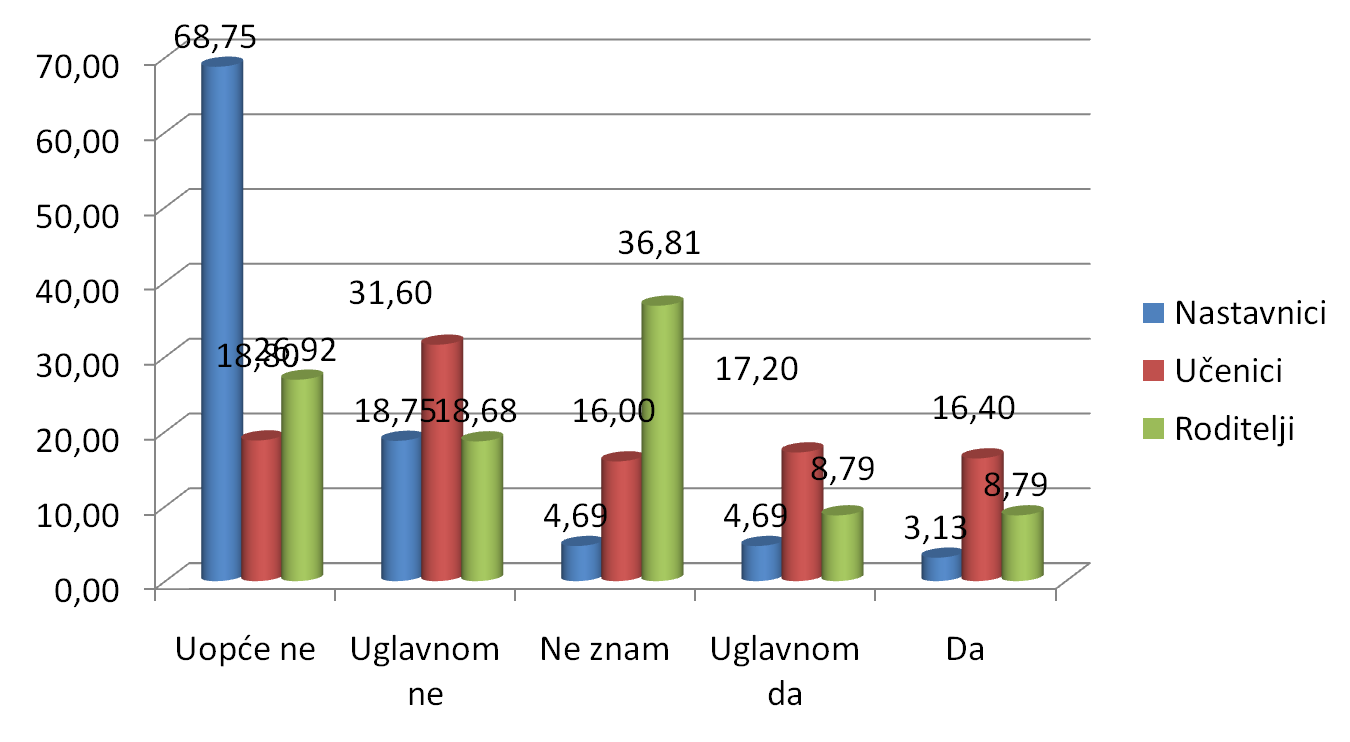 68,75
70,00
60,00
50,00
40,00
30,00
20,00
10,00
0,00
18,80
26,92
31,60
18,75
18,68
36,81
16,00
4,69
17,20
8,79
4,69
16,40
8,79
3,13
Uopće ne
Uglavnom
ne
Ne znam
Uglavnom
da
Da
Nastavnici
Učenici
Roditelji